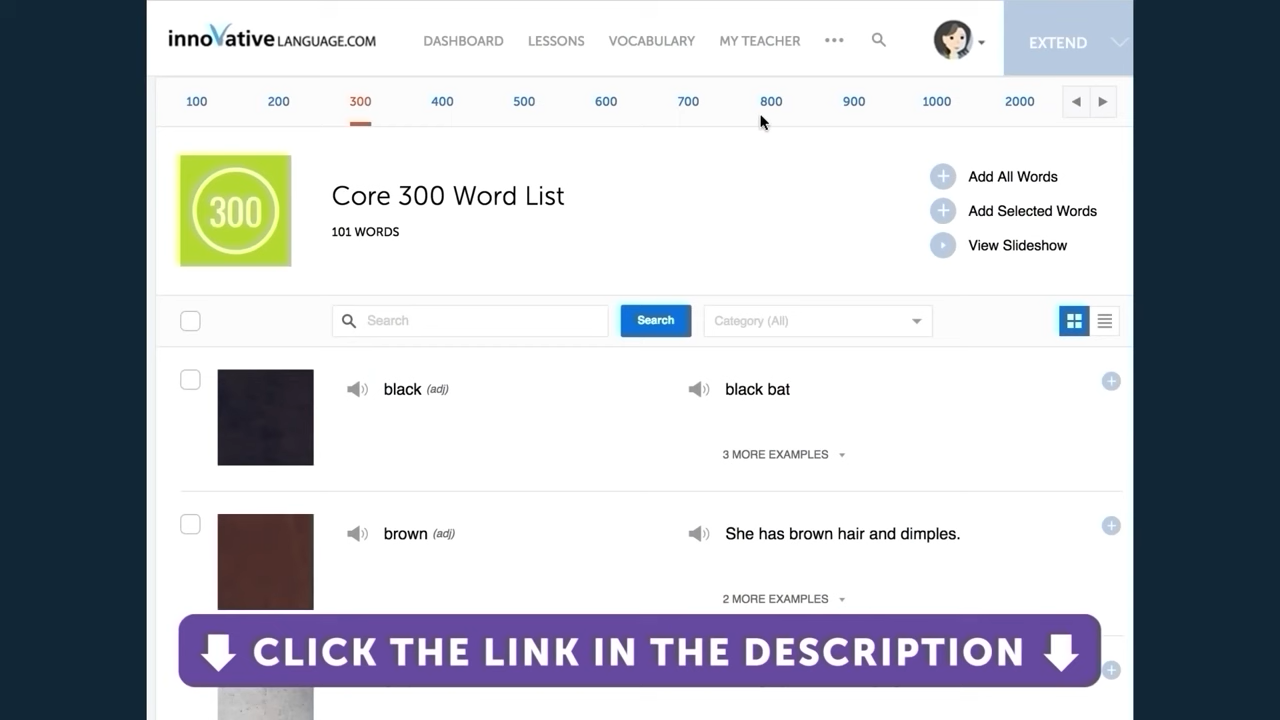 innoVative LANGUAGE.COM
DASHBOARD LESSONS VOCABULARY MY TEACHER EXTEND
100 200 300 400 500 600 700 800 900 1000 2000
300
Core 300 Word List
101 WORDS
Add All Words
Add Selected Words
View Slideshow
Search Search Category (All)
black (adj) black bat
3 MORE EXAMPLES
brown (adj) She has brown hair and dimples.
2 MORE EXAMPLES
CLICK THE LINK IN THE DESCRIPTION